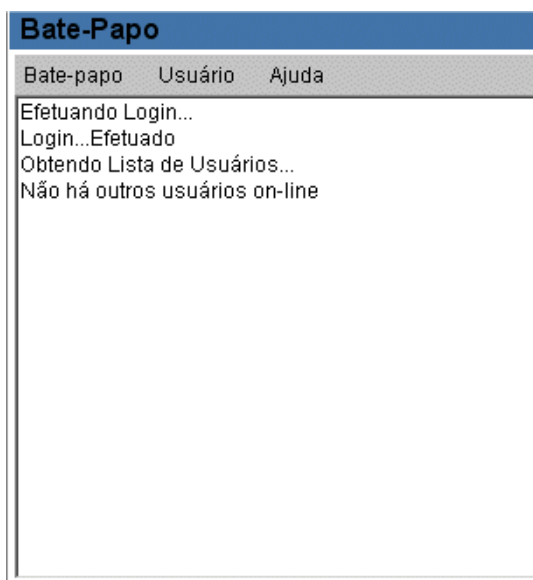 Bate-Papo
Bate-papo Usuário Ajuda
Efetuando Login...
Login...Efetuado
Obtendo Lista de Usuários...
Não há outros usuários on-line